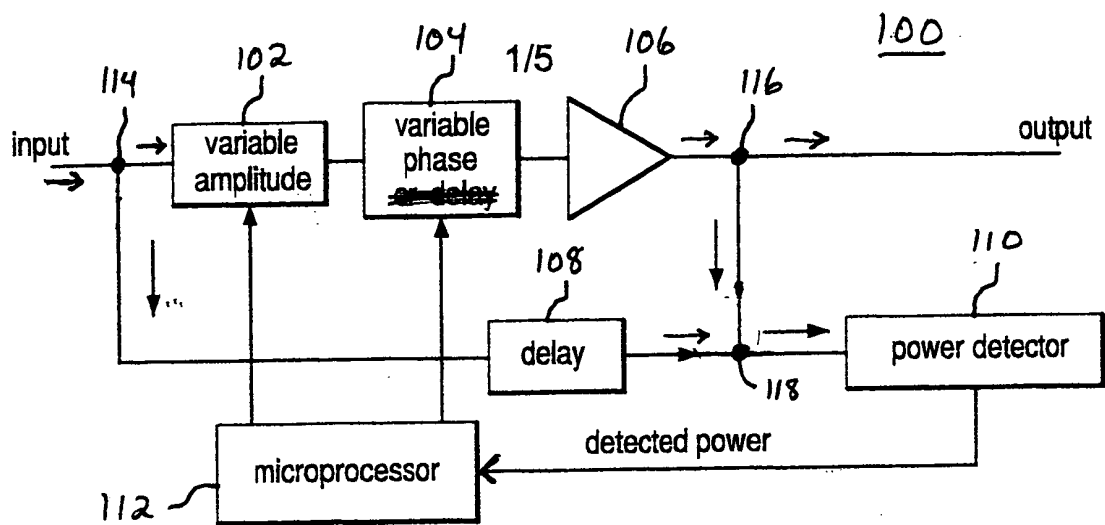 100
104
1/5
106
102
116
114
input
variable
amplitude
variable
phase
or delay
output
108
110
delay
power detector
118
detected power
microprocessor
112